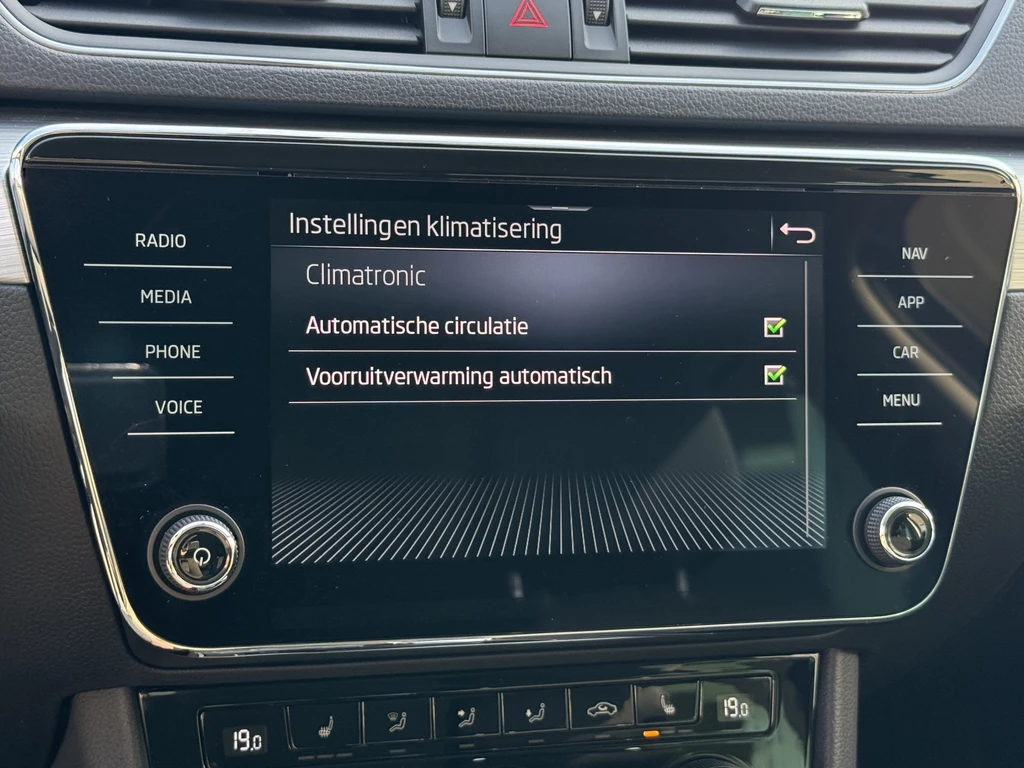 Instellingen klimatisering
RADIO
MEDIA
PHONE
VOICE
Climatronic
Automatische circulatie
Voorruitverwarming automatisch
NAV
APP
CAR
MENU
19.0
19.0